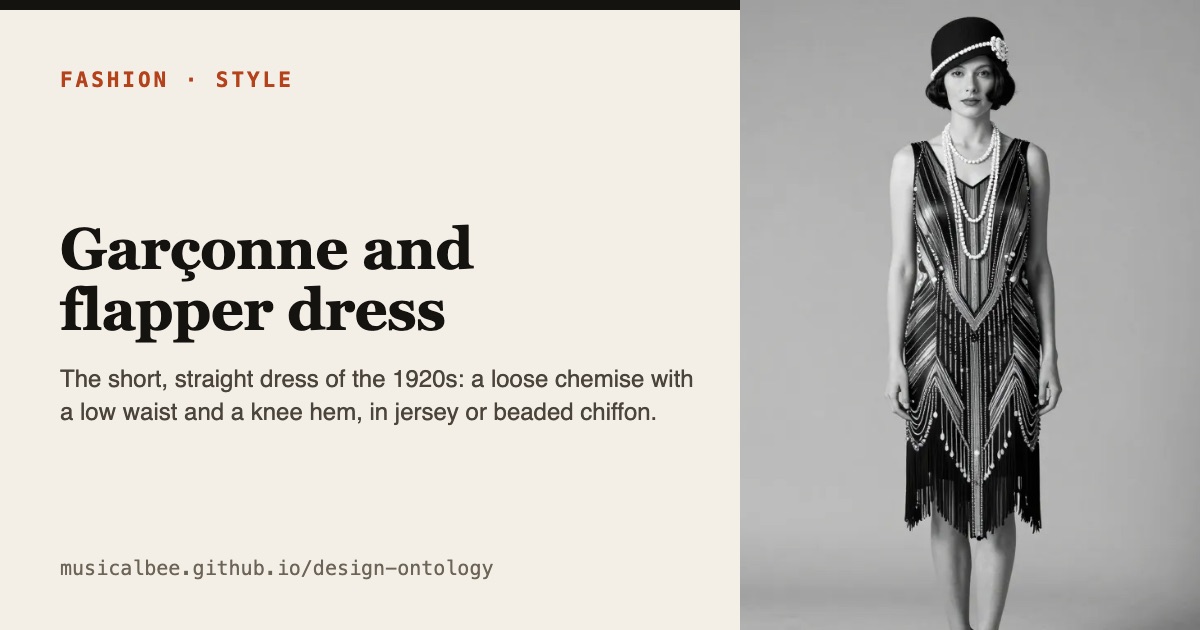 FASHION · STYLE
Garçonne and
flapper dress
The short, straight dress of the 1920s: a loose chemise with
a low waist and a knee hem, in jersey or beaded chiffon.
musicalbee.github.io/design-ontology